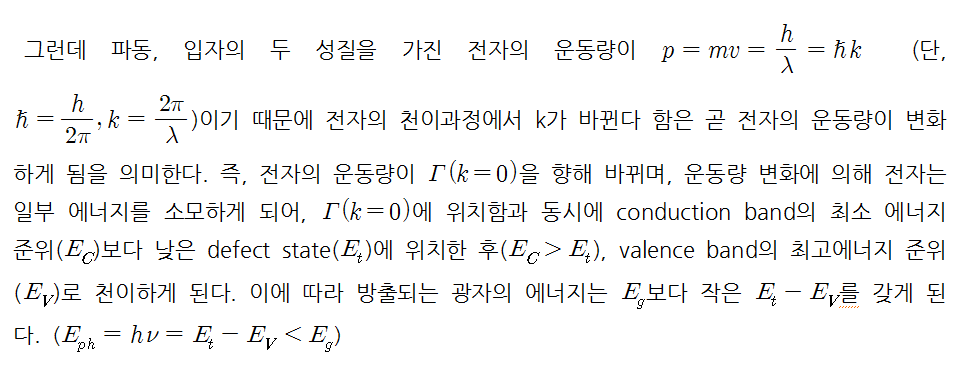 그런데 파동, 입자의 두 성질을 가진 전자의 운동량이 $p = mv = \frac{h}{\lambda} = \hbar k$ (단,
$\hbar = \frac{h}{2\pi}, k = \frac{2\pi}{\lambda}$)이기 때문에 전자의 천이과정에서 k가 바뀐다 함은 곧 전자의 운동량이 변화
하게 됨을 의미한다. 즉, 전자의 운동량이 $\Gamma(k=0)$을 향해 바뀌며, 운동량 변화에 의해 전자는
일부 에너지를 소모하게 되어, $\Gamma(k=0)$에 위치함과 동시에 conduction band의 최소 에너지
준위($E_C$)보다 낮은 defect state($E_t$)에 위치한 후($E_C > E_t$), valence band의 최고에너지 준위
($E_V$)로 천이하게 된다. 이에 따라 방출되는 광자의 에너지는 $E_g$보다 작은 $E_t - E_V$를 갖게 된
다. ($E_{ph} = h\nu = E_t - E_V < E_g$)